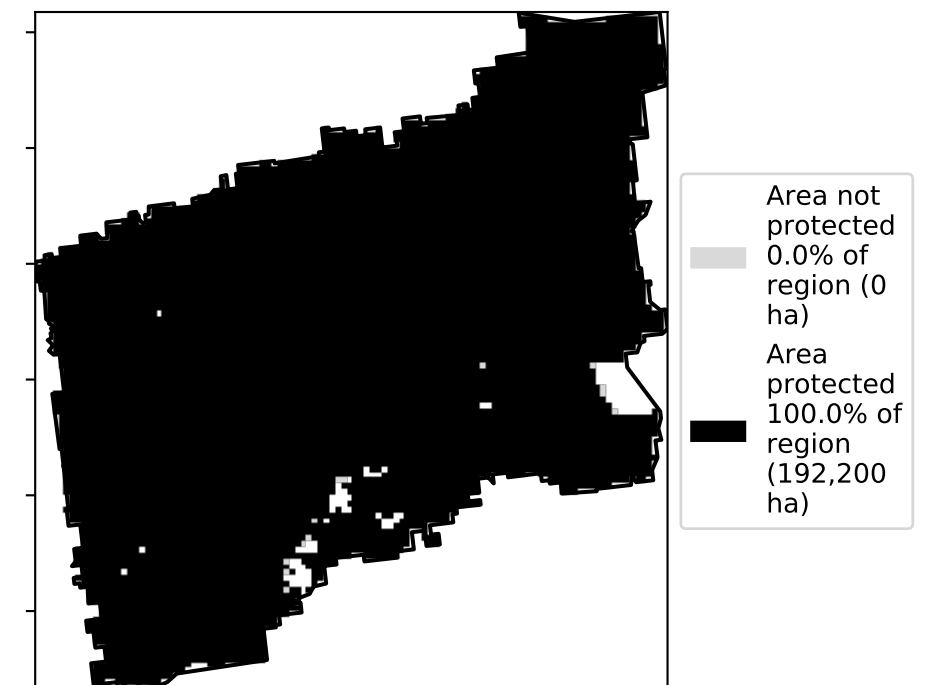 Area not
protected
0.0% of
region (0
ha)
Area
protected
100.0% of
region
(192,200
ha)